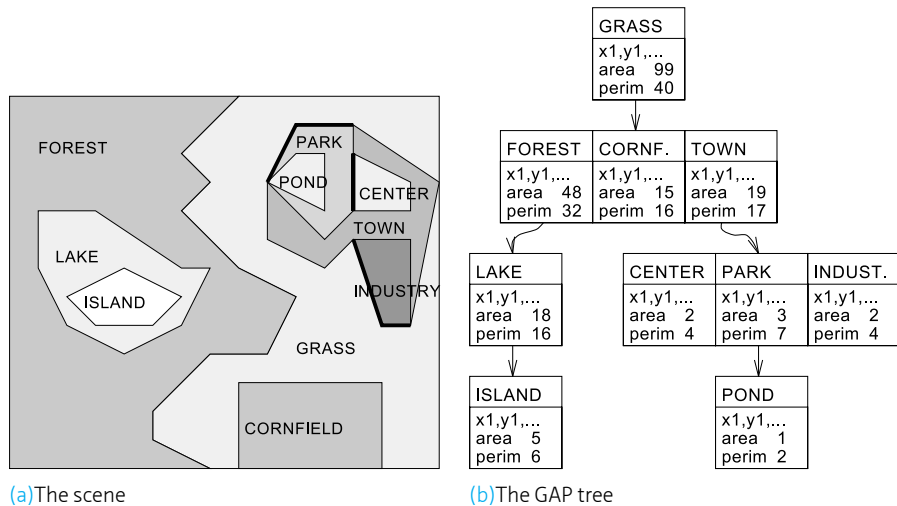 FOREST
PARK
POND
CENTER
TOWN
LAKE
ISLAND
INDUSTRY
GRASS
CORNFIELD
(a)The scene
GRASS
x1,y1,...
area 99
perim 40
FOREST
x1,y1,...
area 48
perim 32
CORNF.
x1,y1,...
area 15
perim 16
TOWN
x1,y1,...
area 19
perim 17
LAKE
x1,y1,...
area 18
perim 16
CENTER
x1,y1,...
area 2
perim 4
PARK
x1,y1,...
area 3
perim 7
INDUST.
x1,y1,...
area 2
perim 4
ISLAND
x1,y1,...
area 5
perim 6
POND
x1,y1,...
area 1
perim 2
(b)The GAP tree